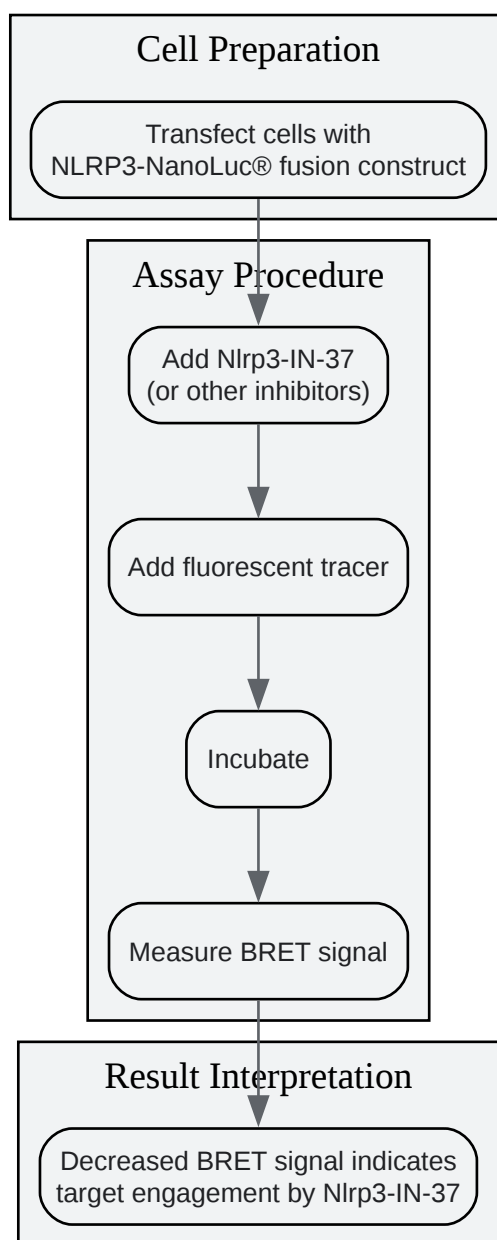 Cell Preparation
Transfect cells with
NLRP3-NanoLuc® fusion construct
Assay Procedure
Add Nlrp3-IN-37
(or other inhibitors)
Add fluorescent tracer
Incubate
Measure BRET signal
Result Interpretation
Decreased BRET signal indicates
target engagement by Nlrp3-IN-37